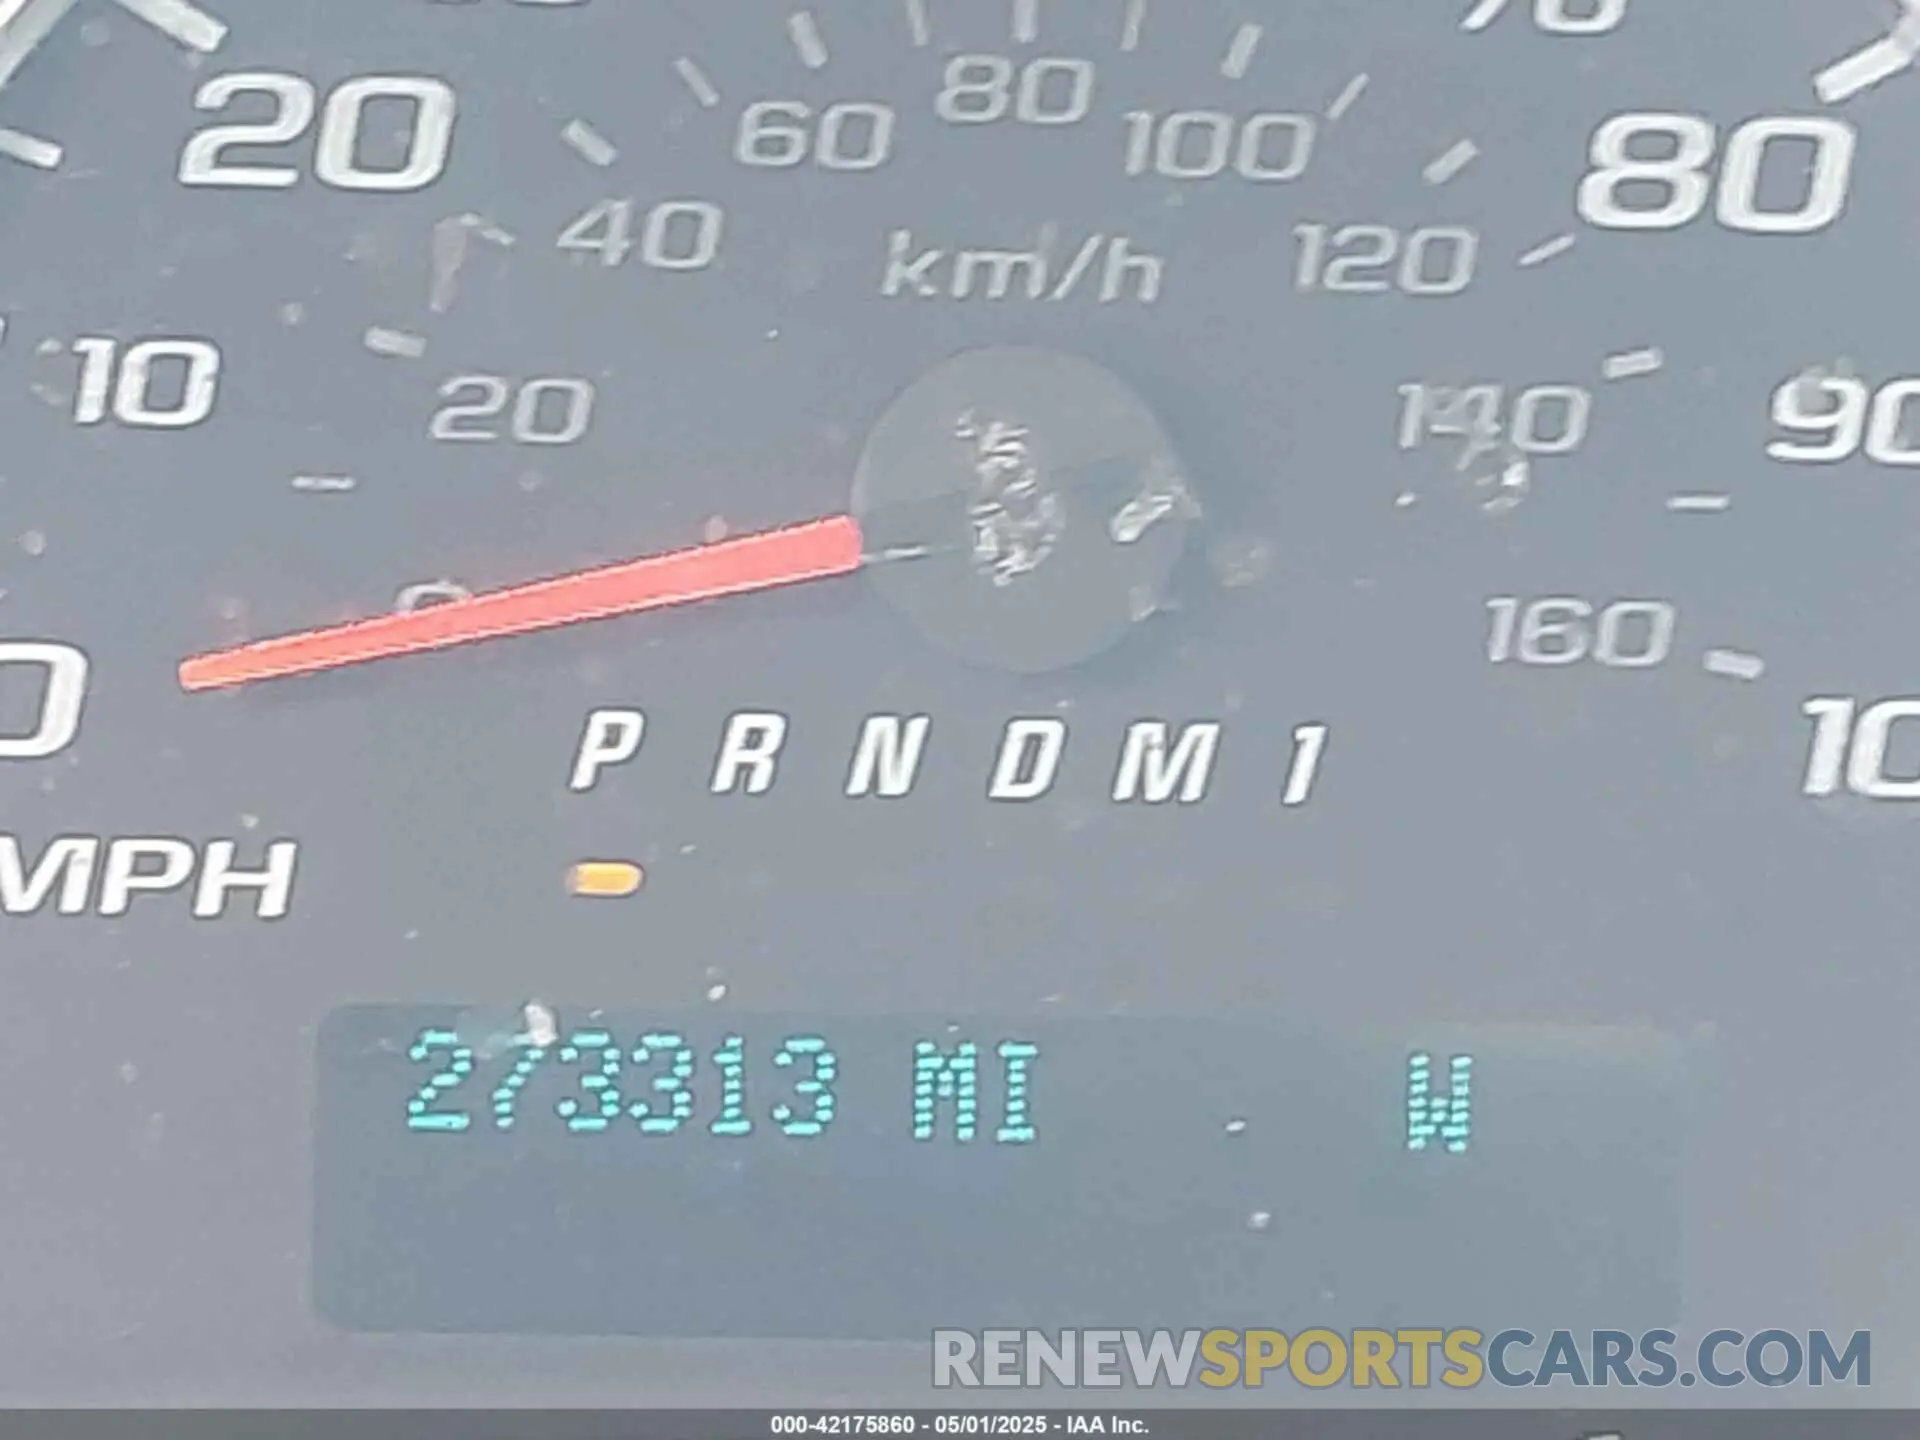 20 60 80 100 80
40 km/h 120
10 20 140 90
160
0 10
P R N D M 1
MPH
273313 MI W
RENEWSPORTSCARS.COM
000-42175860 - 05/01/2025 - IAA Inc.